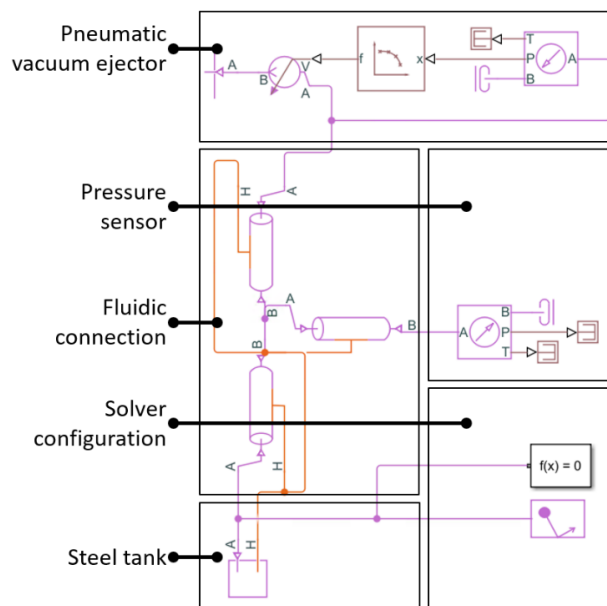 Pneumatic
vacuum ejector
A
B
V
A
f
x
T
P
B
A
Pressure
sensor
H
A
Fluidic
connection
B
A
B
B
A
B
P
T
Solver
configuration
A
H
f(x) = 0
Steel tank
A
H